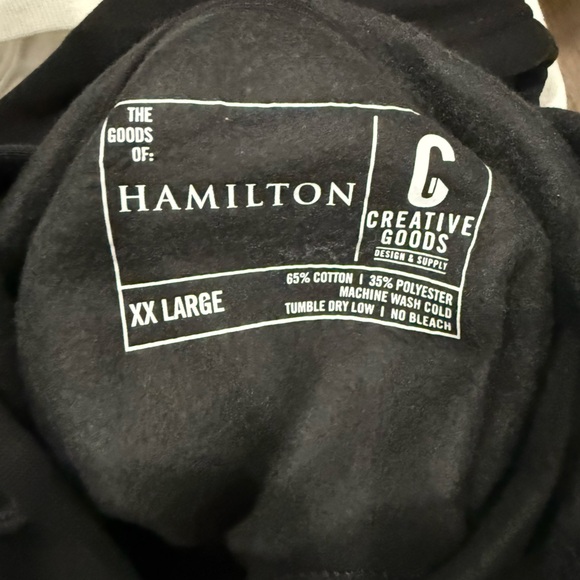 THE
GOODS
OF:
HAMILTON
CREATIVE
GOODS
DESIGN & SUPPLY
XX LARGE
65% COTTON | 35% POLYESTER
MACHINE WASH COLD
TUMBLE DRY LOW | NO BLEACH